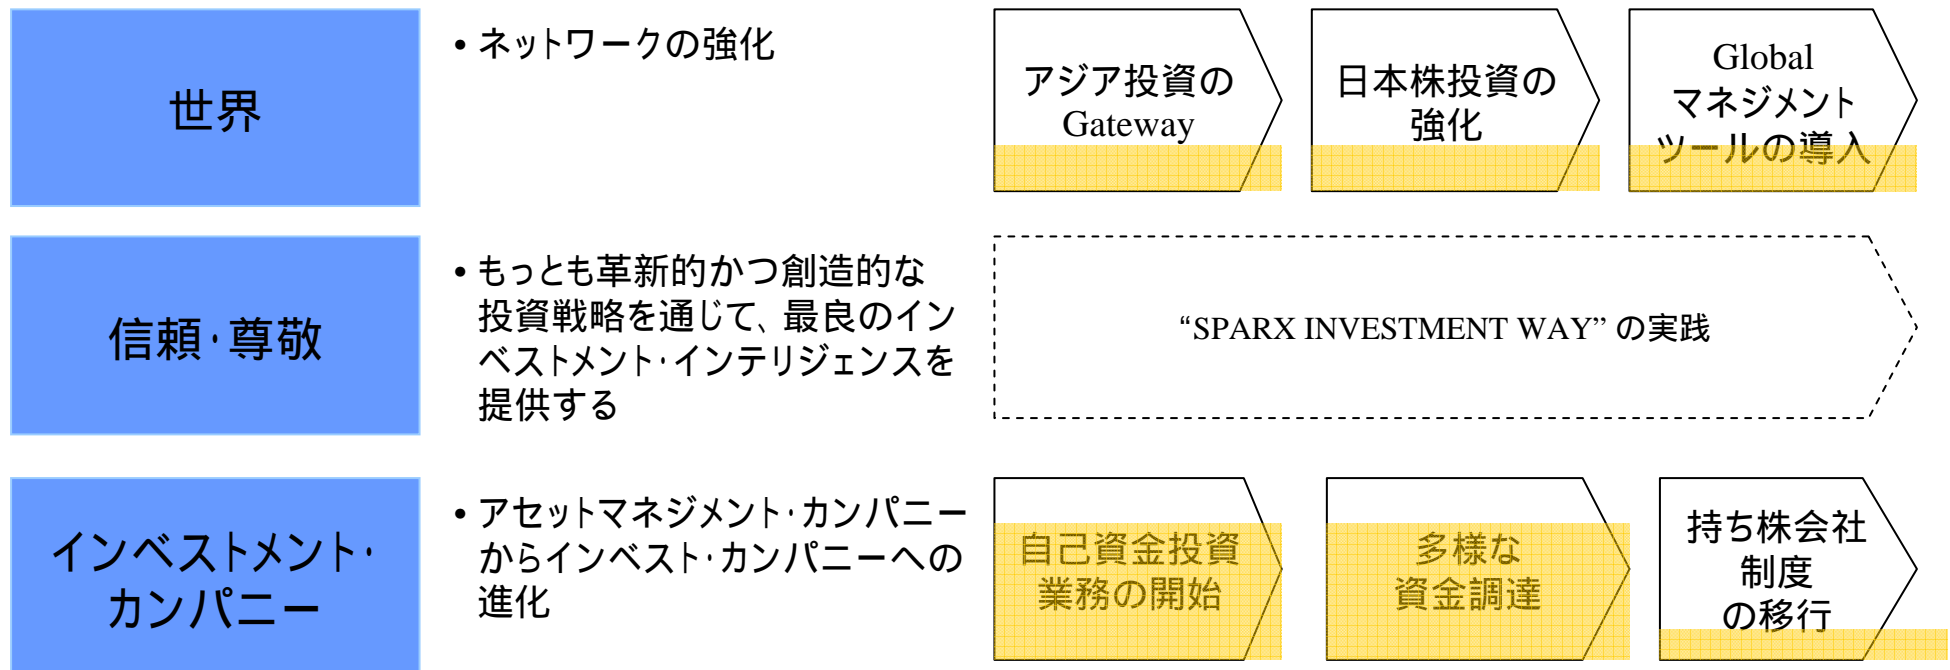 世界
• ネットワークの強化
アジア投資の
Gateway
日本株投資の
強化
Global
マネジメント
ツールの導入
信頼・尊敬
• もっとも革新的かつ創造的な
投資戦略を通じて、最良のイン
ベストメント・インテリジェンスを
提供する
“SPARX INVESTMENT WAY” の実践
インベストメント・
カンパニー
• アセットマネジメント・カンパニー
からインベスト・カンパニーへの
進化
自己資金投資
業務の開始
多様な
資金調達
持ち株会社
制度
の移行